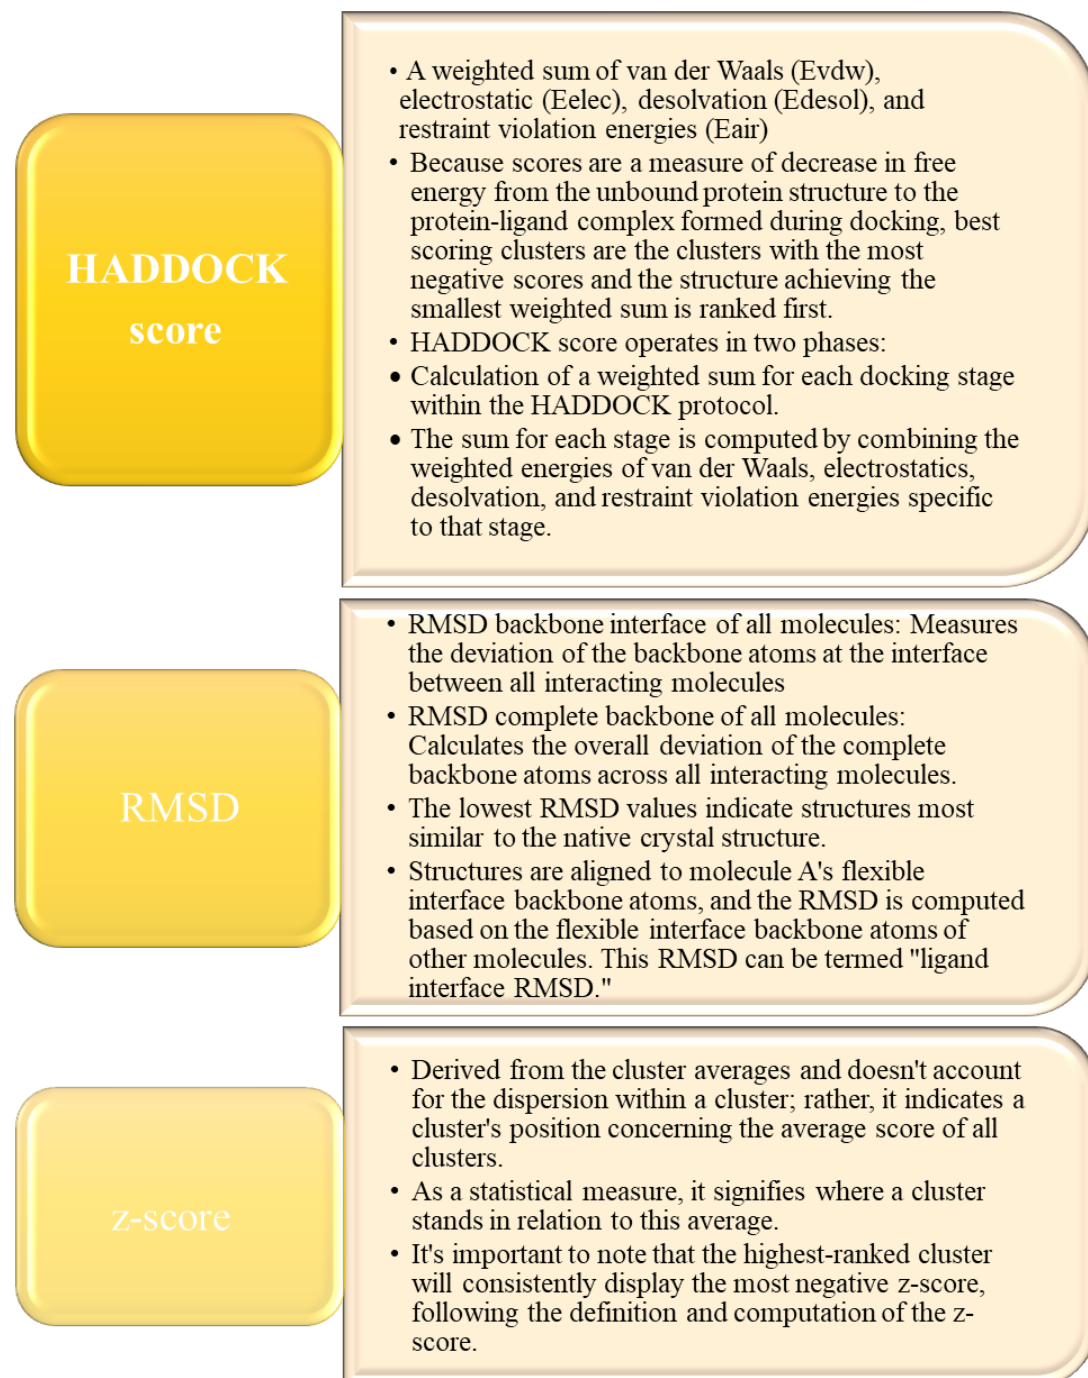 HADDOCK
score
• A weighted sum of van der Waals (Evdw),
electrostatic (Eelec), desolvation (Edesol), and
restraint violation energies (Eair)
• Because scores are a measure of decrease in free
energy from the unbound protein structure to the
protein-ligand complex formed during docking, best
scoring clusters are the clusters with the most
negative scores and the structure achieving the
smallest weighted sum is ranked first.
• HADDOCK score operates in two phases:
• Calculation of a weighted sum for each docking stage
within the HADDOCK protocol.
• The sum for each stage is computed by combining the
weighted energies of van der Waals, electrostatics,
desolvation, and restraint violation energies specific
to that stage.
RMSD
• RMSD backbone interface of all molecules: Measures
the deviation of the backbone atoms at the interface
between all interacting molecules
• RMSD complete backbone of all molecules:
Calculates the overall deviation of the complete
backbone atoms across all interacting molecules.
• The lowest RMSD values indicate structures most
similar to the native crystal structure.
• Structures are aligned to molecule A's flexible
interface backbone atoms, and the RMSD is computed
based on the flexible interface backbone atoms of
other molecules. This RMSD can be termed "ligand
interface RMSD."
z-score
• Derived from the cluster averages and doesn't account
for the dispersion within a cluster; rather, it indicates a
cluster's position concerning the average score of all
clusters.
• As a statistical measure, it signifies where a cluster
stands in relation to this average.
• It's important to note that the highest-ranked cluster
will consistently display the most negative z-score,
following the definition and computation of the z-
score.